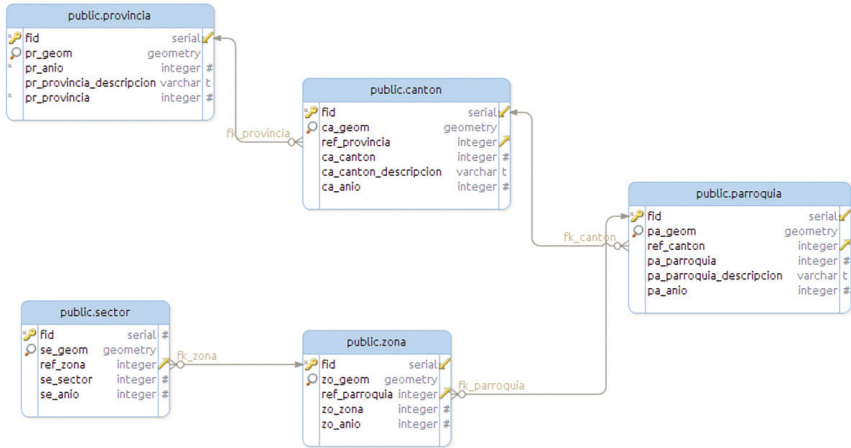 public.provincia
fid serial
pr_geom geometry
pr_anio integer #
pr_provincia_descripcion varchar t
pr_provincia integer #
fk_provincia
public.canton
fid serial
ca_geom geometry
ref_provincia integer
ca_canton integer #
ca_canton_descripcion varchar t
ca_anio integer #
fk_canton
public.parroquia
fid serial
pa_geom geometry
ref_canton integer
pa_parroquia integer #
pa_parroquia_descripcion varchar t
pa_anio integer #
public.sector
fid serial #
se_geom geometry
ref_zona integer
se_sector integer #
se_anio integer #
fk_zona
public.zona
fid serial
zo_geom geometry
ref_parroquia integer
zo_zona integer #
zo_anio integer #
fk_parroquia